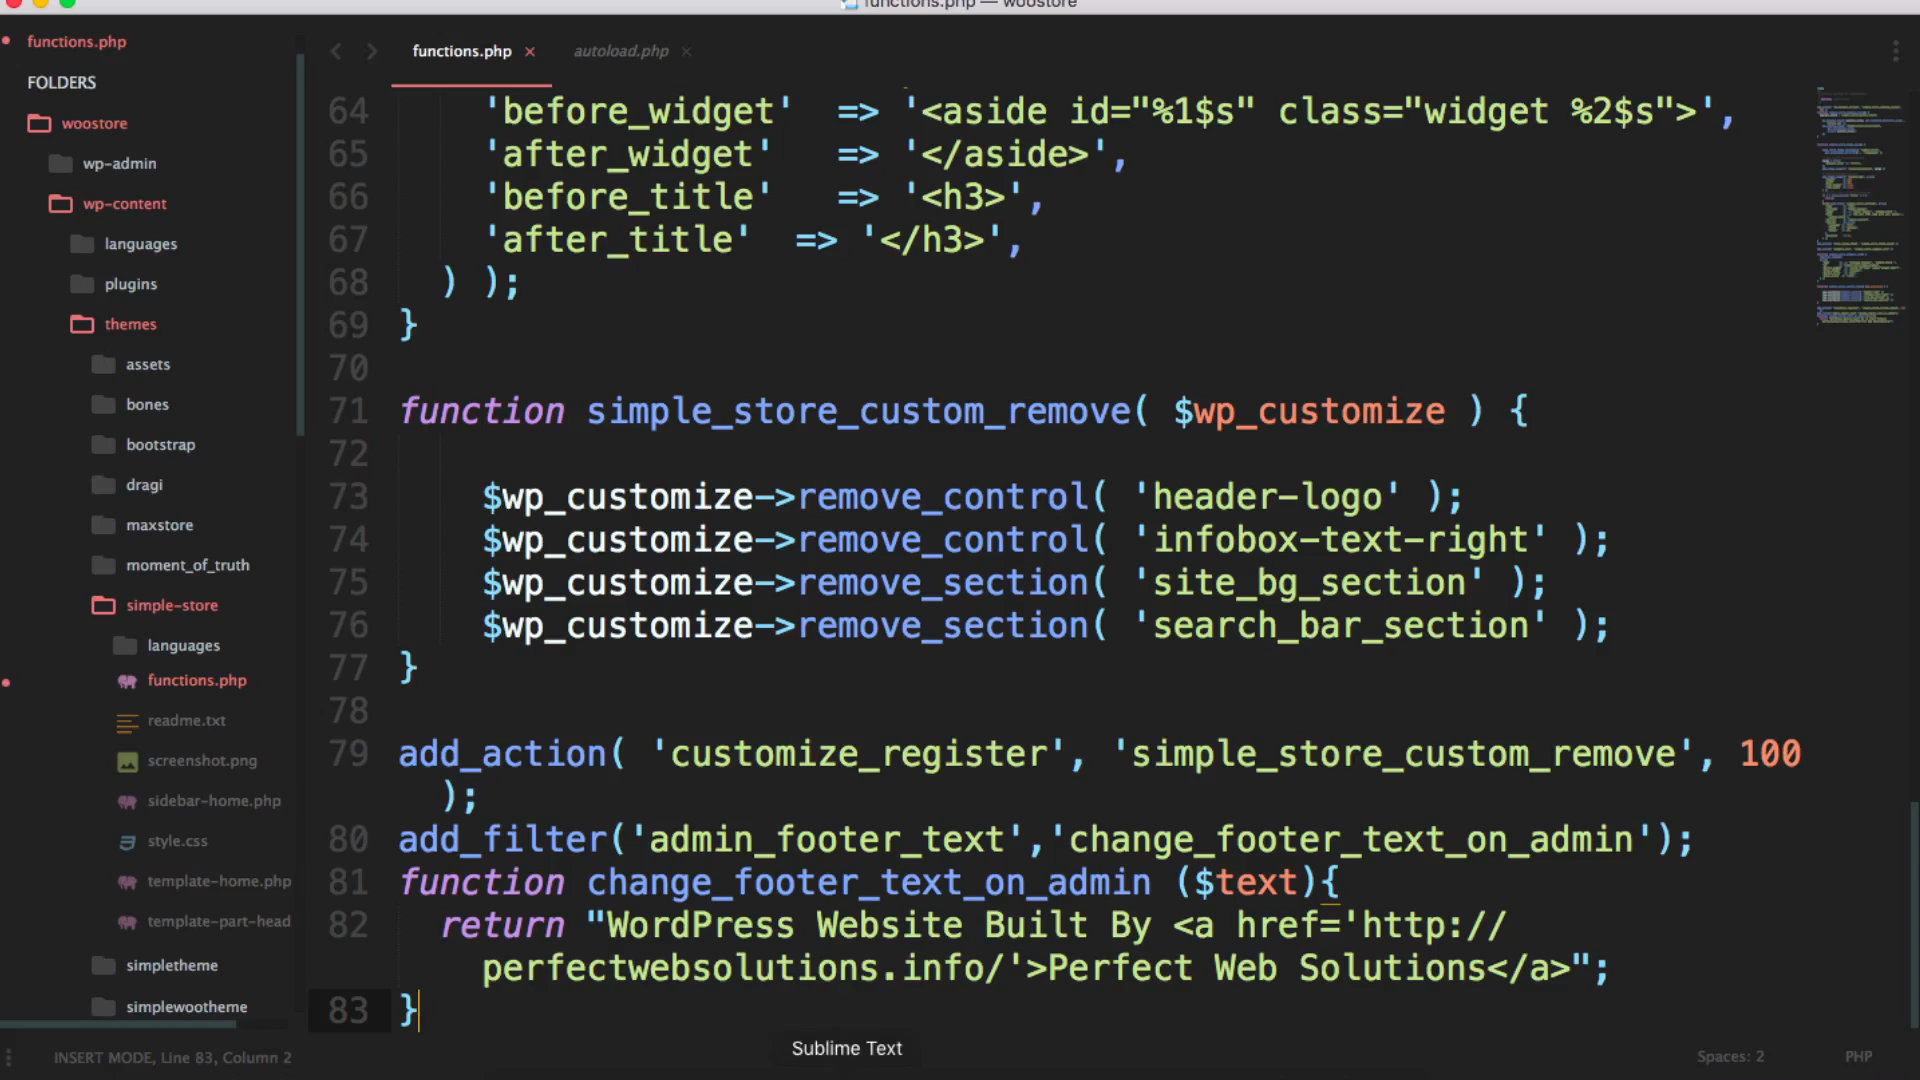 functions.php — woostore
functions.php
FOLDERS
woostore
wp-admin
wp-content
languages
plugins
themes
assets
bones
bootstrap
dragi
maxstore
moment_of_truth
simple-store
languages
functions.php
readme.txt
screenshot.png
sidebar-home.php
style.css
template-home.php
template-part-head
simpletheme
simplewootheme
functions.php × autoload.php ×
64 'before_widget' => '<aside id="%1$s" class="widget %2$s">',
65 'after_widget' => '</aside>',
66 'before_title' => '<h3>',
67 'after_title' => '</h3>',
68 ) );
69 }
70
71 function simple_store_custom_remove( $wp_customize ) {
72
73 $wp_customize->remove_control( 'header-logo' );
74 $wp_customize->remove_control( 'infobox-text-right' );
75 $wp_customize->remove_section( 'site_bg_section' );
76 $wp_customize->remove_section( 'search_bar_section' );
77 }
78
79 add_action( 'customize_register', 'simple_store_custom_remove', 100
);
80 add_filter('admin_footer_text','change_footer_text_on_admin');
81 function change_footer_text_on_admin ($text){
82 return "WordPress Website Built By <a href='http://
perfectwebsolutions.info/'>Perfect Web Solutions</a>";
83 }
INSERT MODE, Line 83, Column 2
Sublime Text
Spaces: 2
PHP